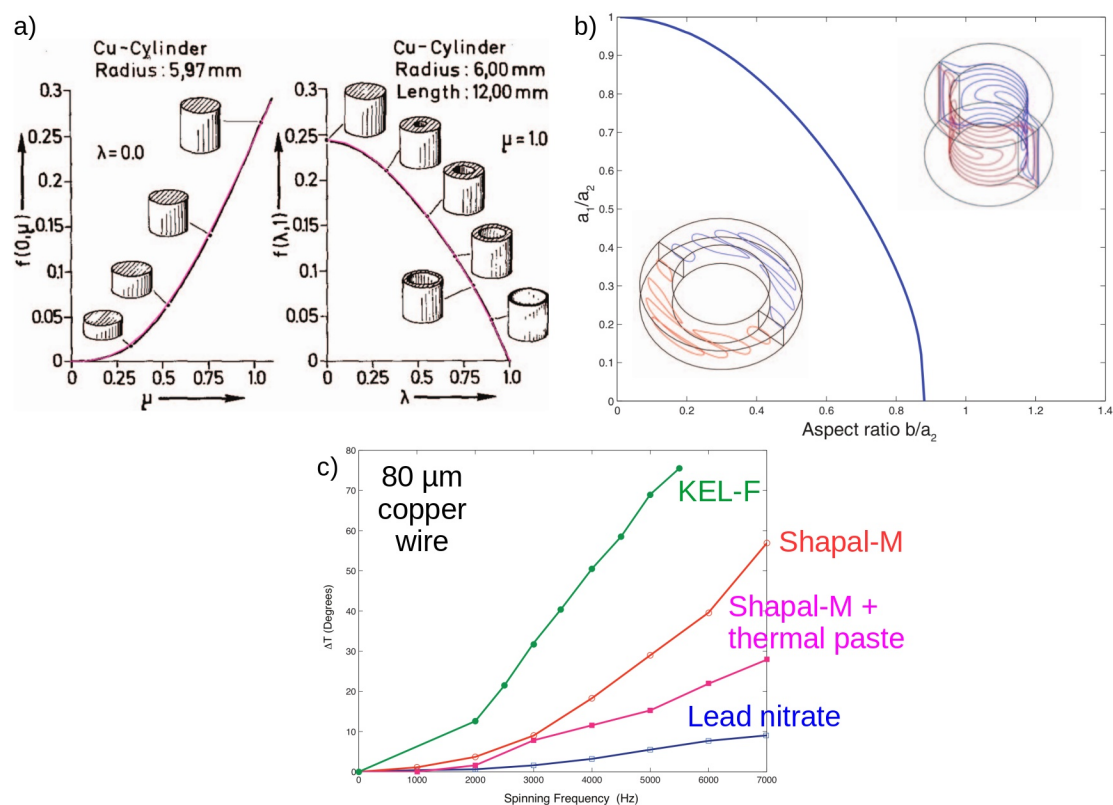 a)
Cu-Cylinder
Radius: 5,97 mm
0.3
0.25
0.2
0.15
0.1
0.05
0
λ=0.0
f(0,μ)
0
0.25
0.5
0.75
1.0
μ
Cu-Cylinder
Radius: 6,00 mm
Length: 12,00 mm
0.3
0.25
0.2
0.15
0.1
0.05
0
μ=1.0
f(λ,1)
0
0.25
0.5
0.75
1.0
λ
b)
1
0.9
0.8
0.7
0.6
0.5
0.4
0.3
0.2
0.1
0
a1/a2
0
0.2
0.4
0.6
0.8
1
1.2
1.4
Aspect ratio b/a2
c)
80 μm
copper
wire
KEL-F
Shapal-M
Shapal-M +
thermal paste
Lead nitrate
80
70
60
50
40
30
20
10
0
ΔT (Degrees)
0
1000
2000
3000
4000
5000
6000
7000
Spinning Frequency (Hz)